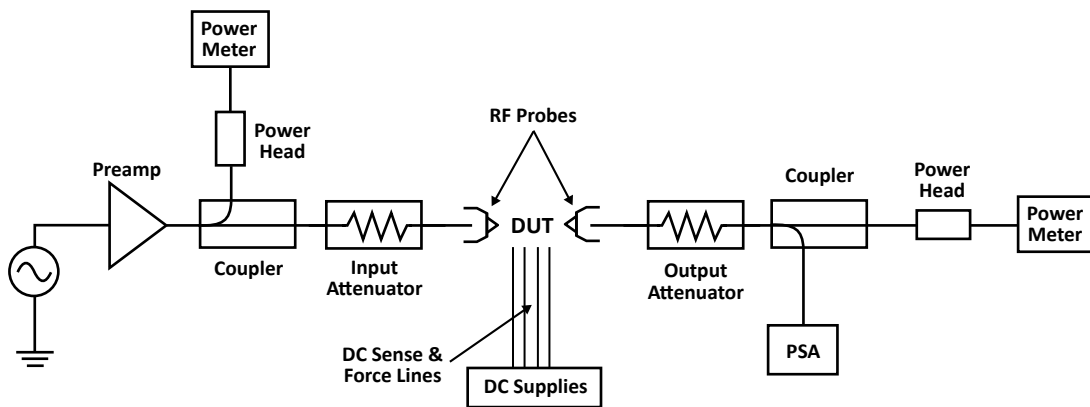 Power
Meter
Power
Head
Preamp
Coupler
Input
Attenuator
RF Probes
DUT
DC Sense &
Force Lines
DC Supplies
Output
Attenuator
Coupler
PSA
Power
Head
Power
Meter